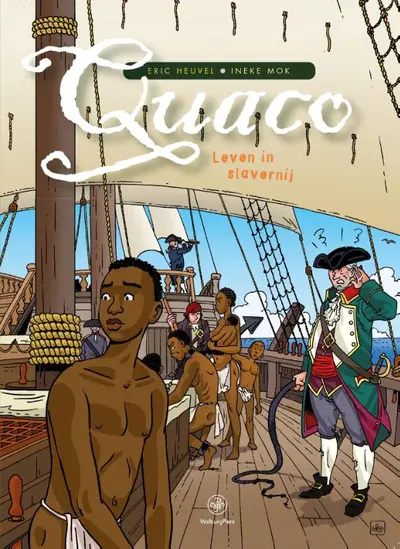 ERIC HEUVEL • INEKE MOK
Quaco
Leven in
slavernij
WalburgPers